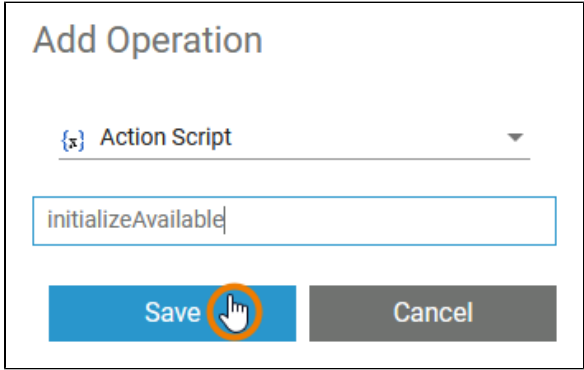 Add Operation
{x} Action Script
initializeAvailable
Save Cancel